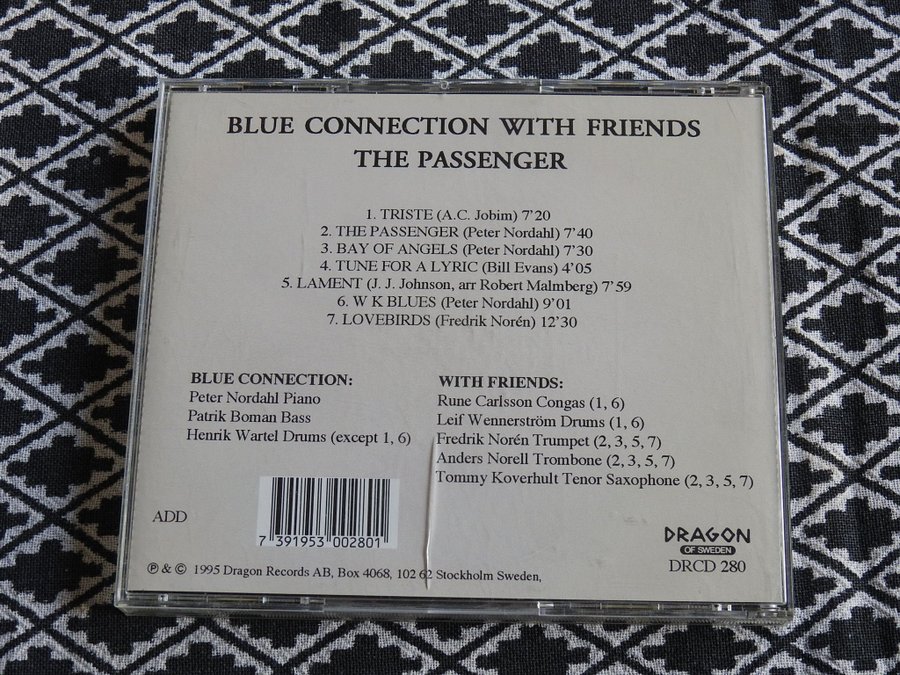 BLUE CONNECTION WITH FRIENDS
THE PASSENGER
1. TRISTE (A.C. Jobim) 7'20
2. THE PASSENGER (Peter Nordahl) 7'40
3. BAY OF ANGELS (Peter Nordahl) 7'30
4. TUNE FOR A LYRIC (Bill Evans) 4'05
5. LAMENT (J. J. Johnson, arr Robert Malmberg) 7'59
6. W K BLUES (Peter Nordahl) 9'01
7. LOVEBIRDS (Fredrik Norén) 12'30
BLUE CONNECTION:
Peter Nordahl Piano
Patrik Boman Bass
Henrik Wartel Drums (except 1, 6)
WITH FRIENDS:
Rune Carlsson Congas (1, 6)
Leif Wennerström Drums (1, 6)
Fredrik Norén Trumpet (2, 3, 5, 7)
Anders Norell Trombone (2, 3, 5, 7)
Tommy Koverhult Tenor Saxophone (2, 3, 5, 7)
ADD
7 391953 002801
DRAGON
OF SWEDEN
DRCD 280
℗ & © 1995 Dragon Records AB, Box 4068, 102 62 Stockholm Sweden,